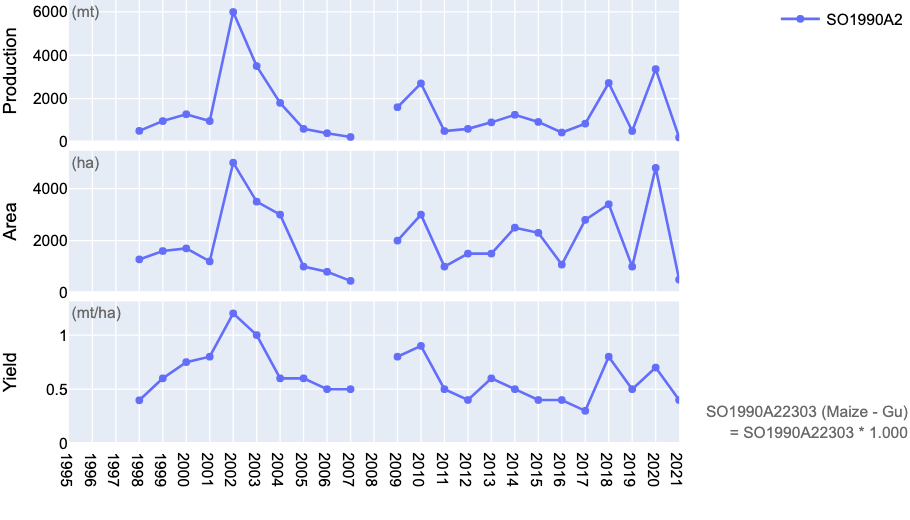 6000 (mt)
4000
2000
0
Production
SO1990A2
(ha)
4000
2000
0
Area
(mt/ha)
1
0.5
0
Yield
1995 1996 1997 1998 1999 2000 2001 2002 2003 2004 2005 2006 2007 2008 2009 2010 2011 2012 2013 2014 2015 2016 2017 2018 2019 2020 2021
SO1990A22303 (Maize - Gu)
= SO1990A22303 * 1.000